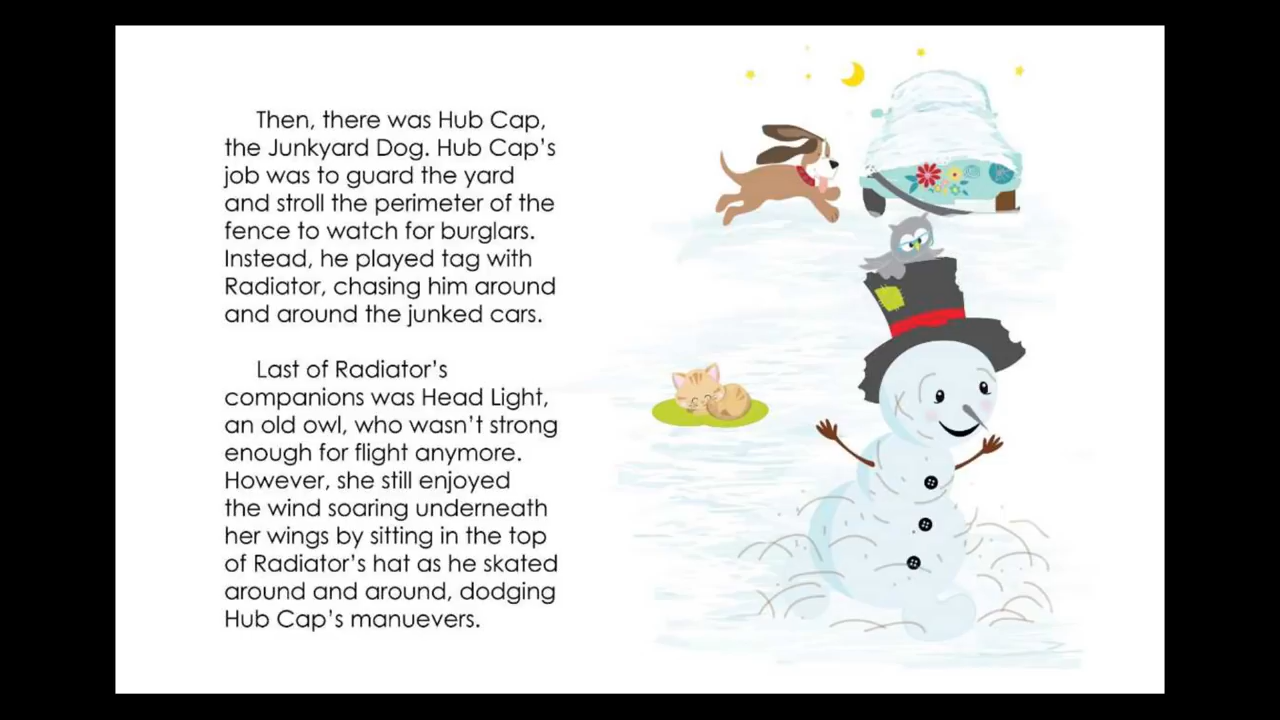 Then, there was Hub Cap,
the Junkyard Dog. Hub Cap's
job was to guard the yard
and stroll the perimeter of the
fence to watch for burglars.
Instead, he played tag with
Radiator, chasing him around
and around the junked cars.
Last of Radiator's
companions was Head Light,
an old owl, who wasn't strong
enough for flight anymore.
However, she still enjoyed
the wind soaring underneath
her wings by sitting in the top
of Radiator's hat as he skated
around and around, dodging
Hub Cap's manuevers.